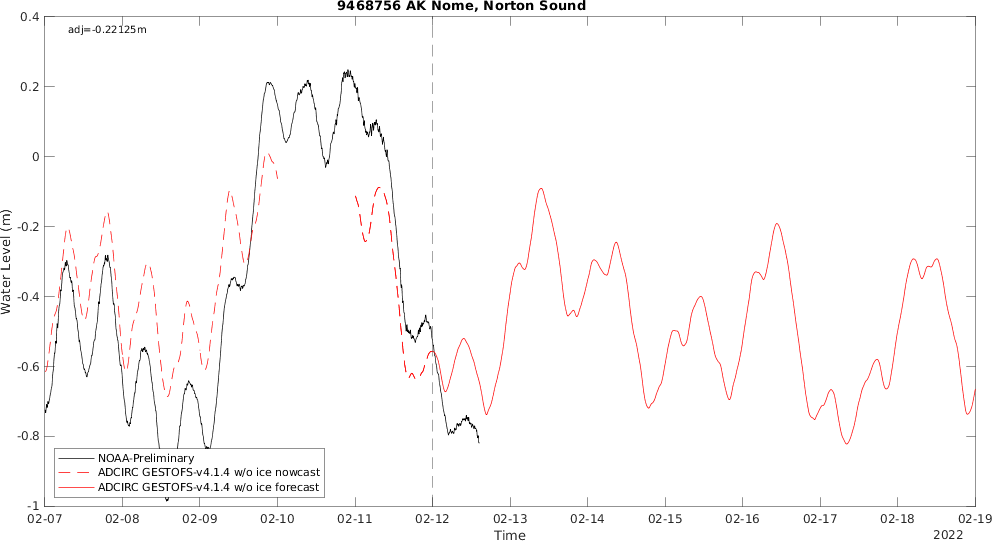 9468756 AK Nome, Norton Sound
adj=-0.22125m
0.4
0.2
0
-0.2
-0.4
-0.6
-0.8
-1
Water Level (m)
NOAA-Preliminary
ADCIRC GESTOFS-v4.1.4 w/o ice nowcast
ADCIRC GESTOFS-v4.1.4 w/o ice forecast
02-07 02-08 02-09 02-10 02-11 02-12 02-13 02-14 02-15 02-16 02-17 02-18 02-19
Time
2022